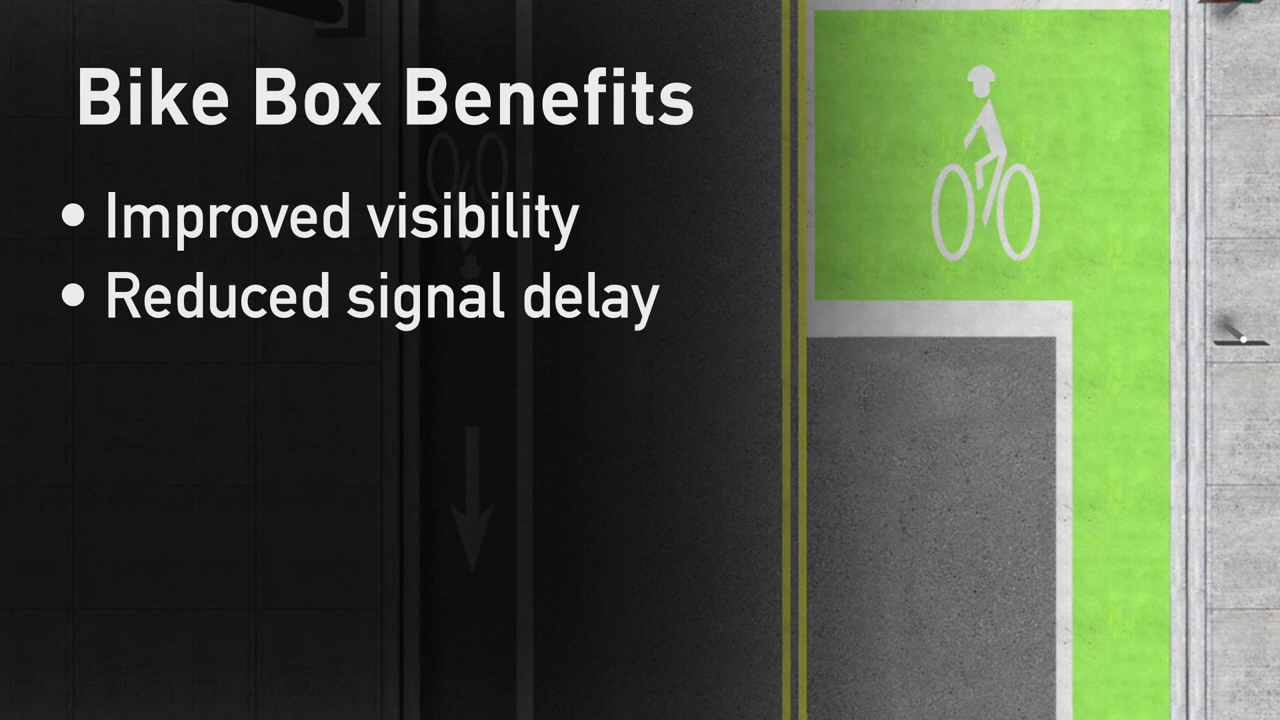 Bike Box Benefits
• Improved visibility
• Reduced signal delay